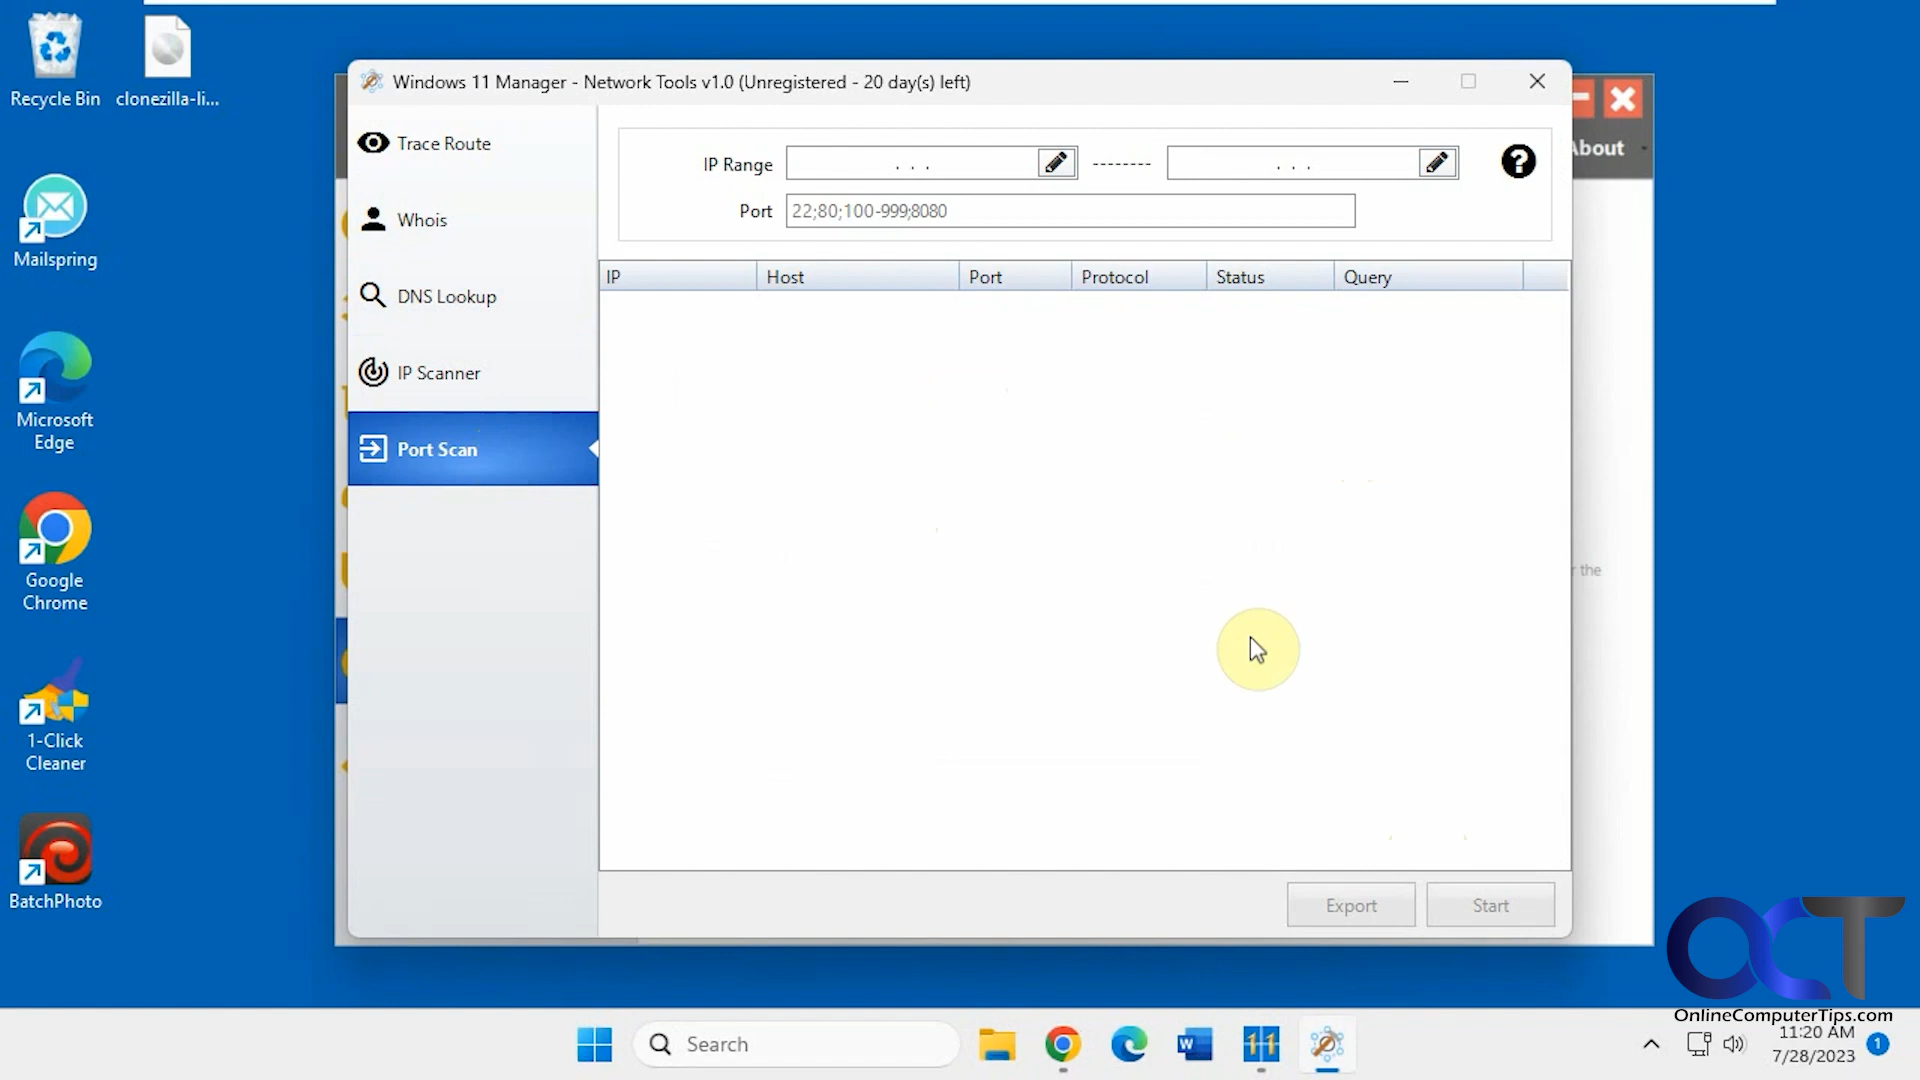 Recycle Bin
clonezilla-li...
Mailspring
Microsoft
Edge
Google
Chrome
1-Click
Cleaner
BatchPhoto
Windows 11 Manager - Network Tools v1.0 (Unregistered - 20 day(s) left)
About
Trace Route
Whois
DNS Lookup
IP Scanner
Port Scan
IP Range
. . .
--------
. . .
Port
22;80;100-999;8080
IP
Host
Port
Protocol
Status
Query
r the
Export
Start
OCT
OnlineComputerTips.com
Search
11:20 AM
7/28/2023
1